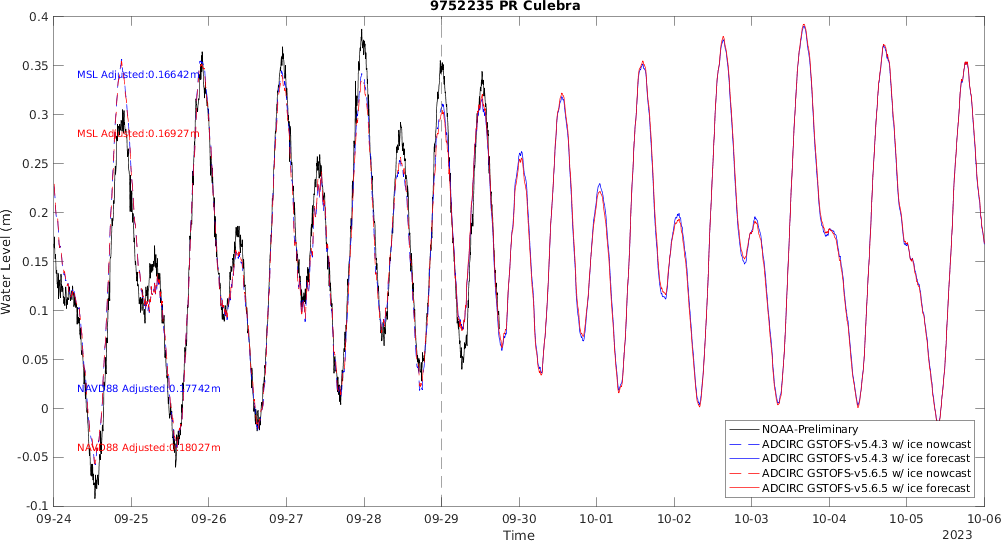 9752235 PR Culebra
0.4
0.35
0.3
0.25
0.2
0.15
0.1
0.05
0
-0.05
-0.1
Water Level (m)
MSL Adjusted:0.16642m
MSL Adjusted:0.16927m
NAVD88 Adjusted:0.17742m
NAVD88 Adjusted:0.18027m
NOAA-Preliminary
ADCIRC GSTOFS-v5.4.3 w/ ice nowcast
ADCIRC GSTOFS-v5.4.3 w/ ice forecast
ADCIRC GSTOFS-v5.6.5 w/ ice nowcast
ADCIRC GSTOFS-v5.6.5 w/ ice forecast
09-24 09-25 09-26 09-27 09-28 09-29 09-30 10-01 10-02 10-03 10-04 10-05 10-06
Time
2023